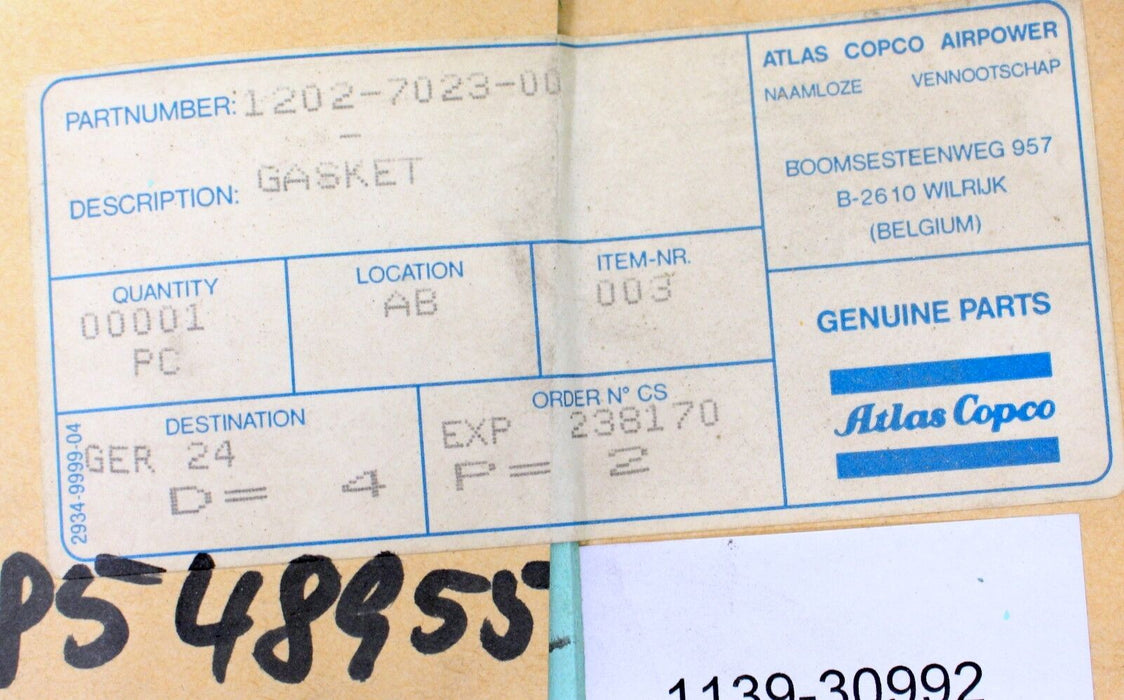 PARTNUMBER: 1202-7023-00
-
DESCRIPTION: GASKET
QUANTITY
00001
PC
LOCATION
AB
ITEM-NR.
003
DESTINATION
GER 24
D= 4
ORDER N° CS
EXP 238170
P= 2
2934-9999-04
ATLAS COPCO AIRPOWER
NAAMLOZE VENNOOTSCHAP
BOOMSESTEENWEG 957
B-2610 WILRIJK
(BELGIUM)
GENUINE PARTS
Atlas Copco
P548955
1139-30992